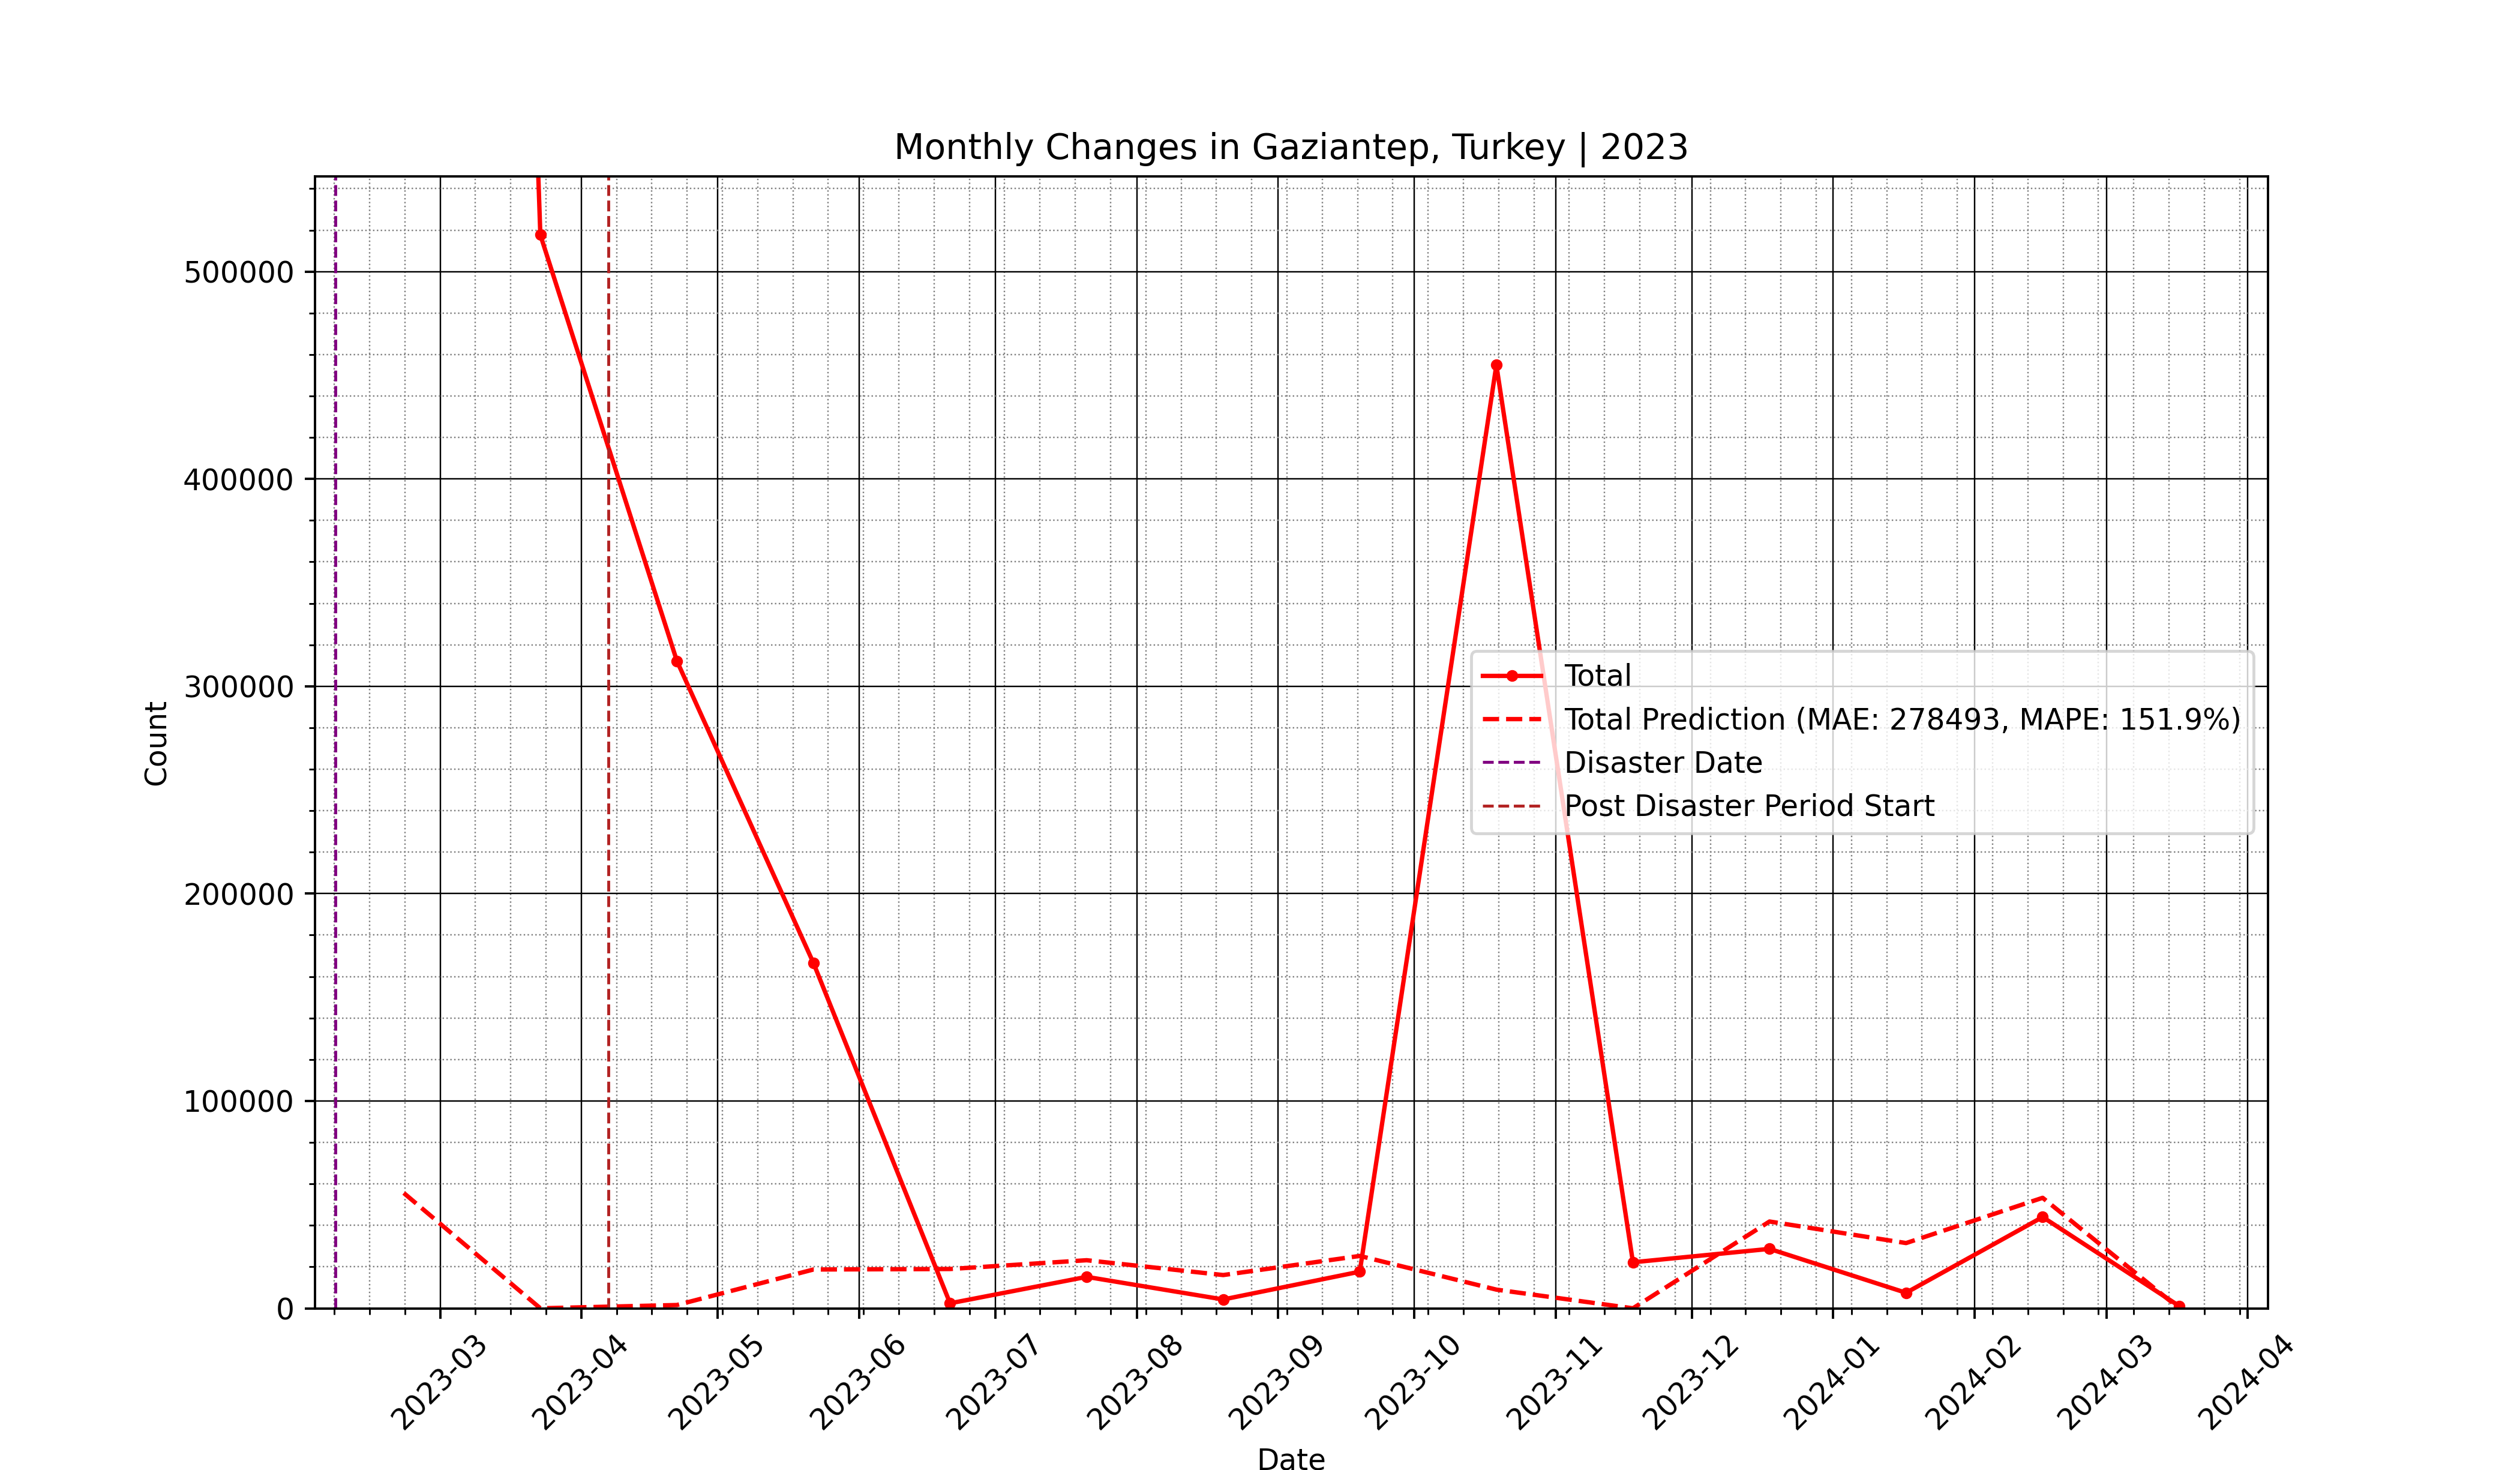 Monthly Changes in Gaziantep, Turkey | 2023
500000
400000
300000
200000
100000
0
Count
Total
Total Prediction (MAE: 278493, MAPE: 151.9%)
Disaster Date
Post Disaster Period Start
2023-03
2023-04
2023-05
2023-06
2023-07
2023-08
2023-09
2023-10
2023-11
2023-12
2024-01
2024-02
2024-03
2024-04
Date